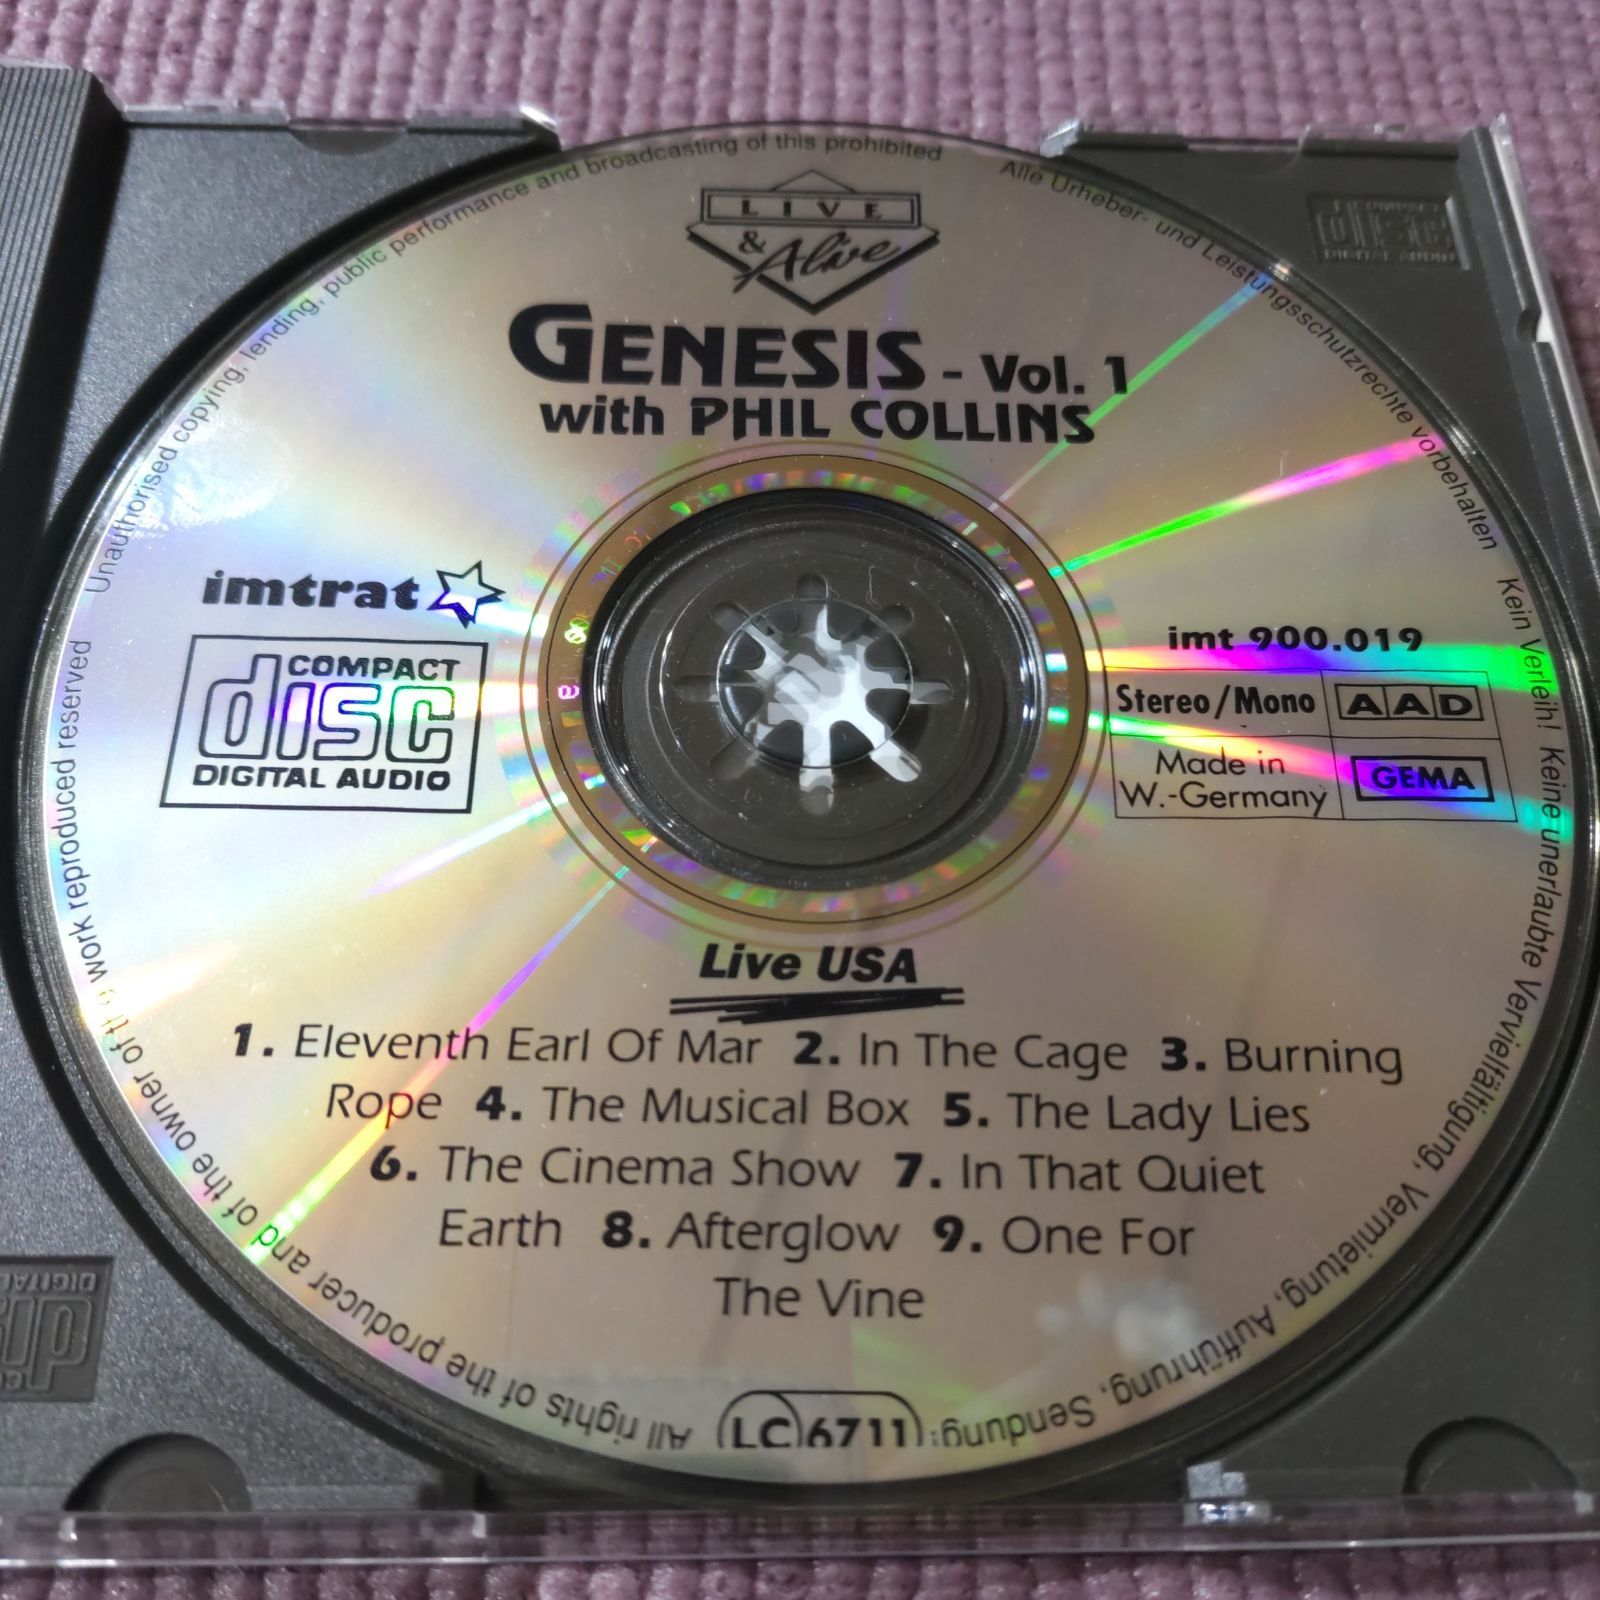 Unauthorised copying, lending, public performance and broadcasting of this prohibited
Alle Urheber- und Leistungsschutzrechte vorbehalten
Kein Verleih! Keine unerlaubte Vervielfältigung, Vermietung, Aufführung, Sendung:
LIVE
& Alive
GENESIS - Vol. 1
with PHIL COLLINS
imtrat
COMPACT
disc
DIGITAL AUDIO
imt 900.019
Stereo/Mono
AAD
Made in
W.-Germany
GEMA
Live USA
1. Eleventh Earl Of Mar 2. In The Cage 3. Burning
Rope 4. The Musical Box 5. The Lady Lies
6. The Cinema Show 7. In That Quiet
Earth 8. Afterglow 9. One For
The Vine
LC 6711
All rights of the producer and of the owner of the work reproduced reserved
COMPACT
disc
DIGITAL AUDIO